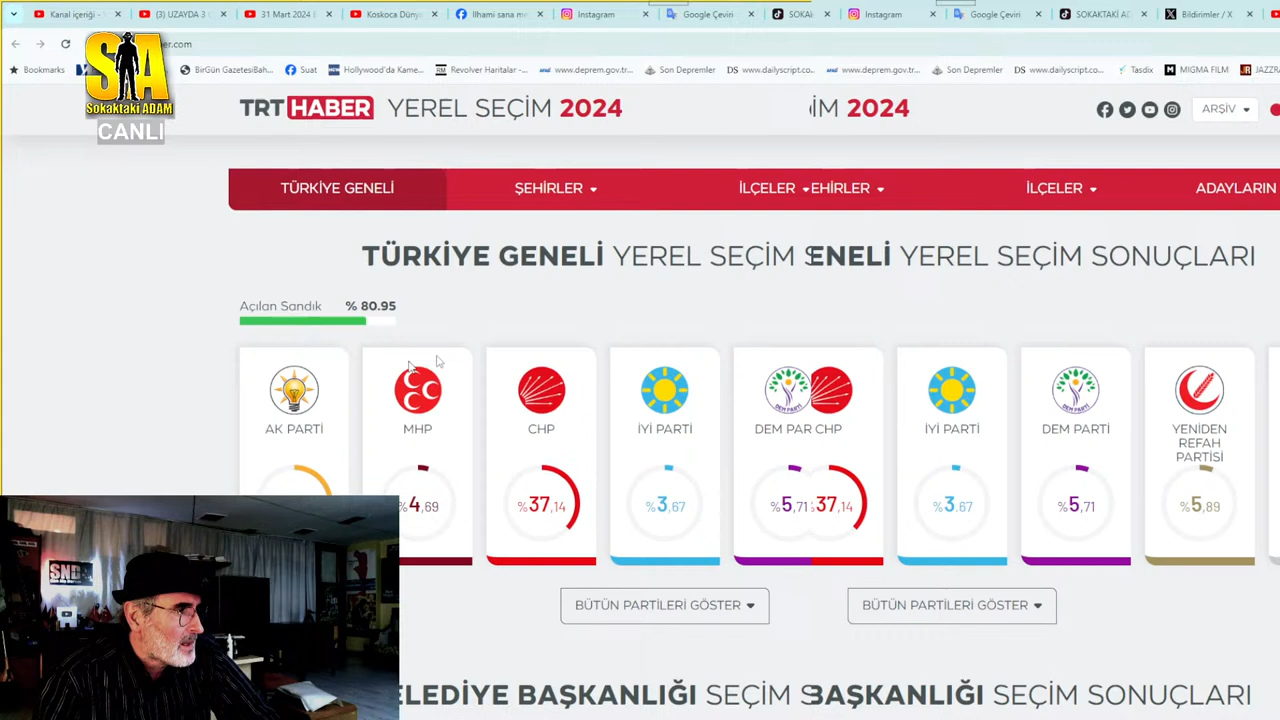 Kanal içeriği -
(3) UZAYDA 3
31 Mart 2024
Koskoca Düny
Ilhami sana me
Instagram
Google Çeviri
SOKA
Instagram
Google Çeviri
SOKAKTAKİ AD
Bildirimler / X
er.com
Bookmarks
BirGün GazetesiBah...
Suat
Hollywood'da Kame...
Revolver Haritalar -...
www.deprem.gov.tr...
Son Depremler
DS www.dailyscript.co...
www.deprem.gov.tr...
Son Depremler
DS www.dailyscript.co...
Tasdix
MIGMA FILM
JAZZRA
SA
Sokaktaki ADAM
CANLI
TRT HABER YEREL SEÇİM 2024
İM 2024
ARŞİV
TÜRKİYE GENELİ
ŞEHİRLER
İLÇELER
EHİRLER
İLÇELER
ADAYLARIN
TÜRKİYE GENELİ YEREL SEÇİM S
ENELİ YEREL SEÇİM SONUÇLARI
Açılan Sandık % 80.95
AK PARTİ
MHP
CHP
İYİ PARTİ
DEM PAR
CHP
İYİ PARTİ
DEM PARTİ
YENİDEN
REFAH
PARTİSİ
%4,69
%37,14
%3,67
%5,71
37,14
%3,67
%5,71
%5,89
BÜTÜN PARTİLERİ GÖSTER
BÜTÜN PARTİLERİ GÖSTER
ELEDİYE BAŞKANLIĞI SEÇİM S
BAŞKANLIĞI SEÇİM SONUÇLARI